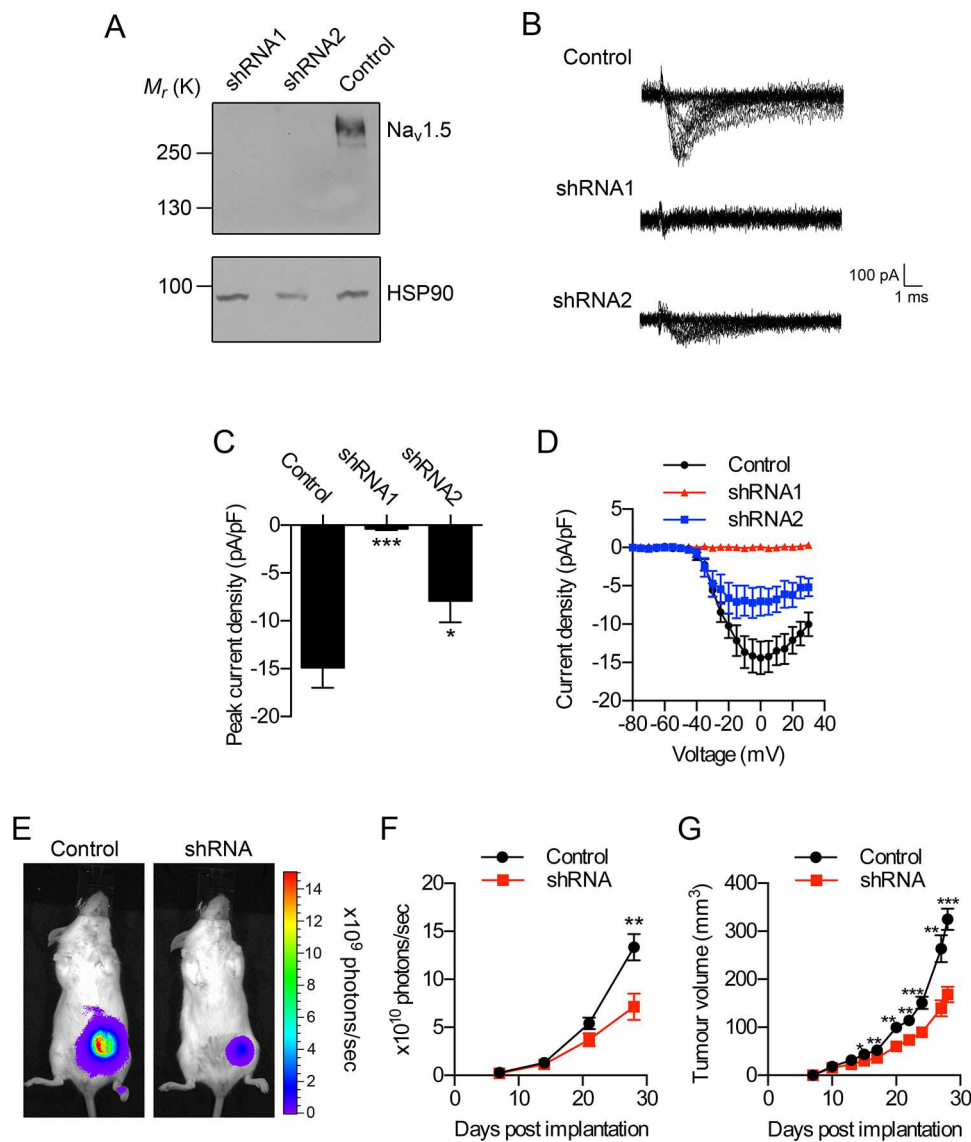 A
shRNA1
shRNA2
Control
Mr (K)
Nav1.5
250
130
100
HSP90
B
Control
shRNA1
shRNA2
100 pA
1 ms
C
Control
shRNA1
shRNA2
Peak current density (pA/pF)
0
-5
-10
-15
-20
***
*
D
Control
shRNA1
shRNA2
Current density (pA/pF)
5
0
-5
-10
-15
-20
-80 -60 -40 -20 0 20 40
Voltage (mV)
E
Control
shRNA
14
12
10
8
6
4
2
0
x10⁹ photons/sec
F
Control
shRNA
x10¹⁰ photons/sec
20
15
10
5
0
**
0 10 20 30
Days post implantation
G
Control
shRNA
Tumour volume (mm³)
400
300
200
100
0
*
**
**
**
***
**
***
0 10 20 30
Days post implantation